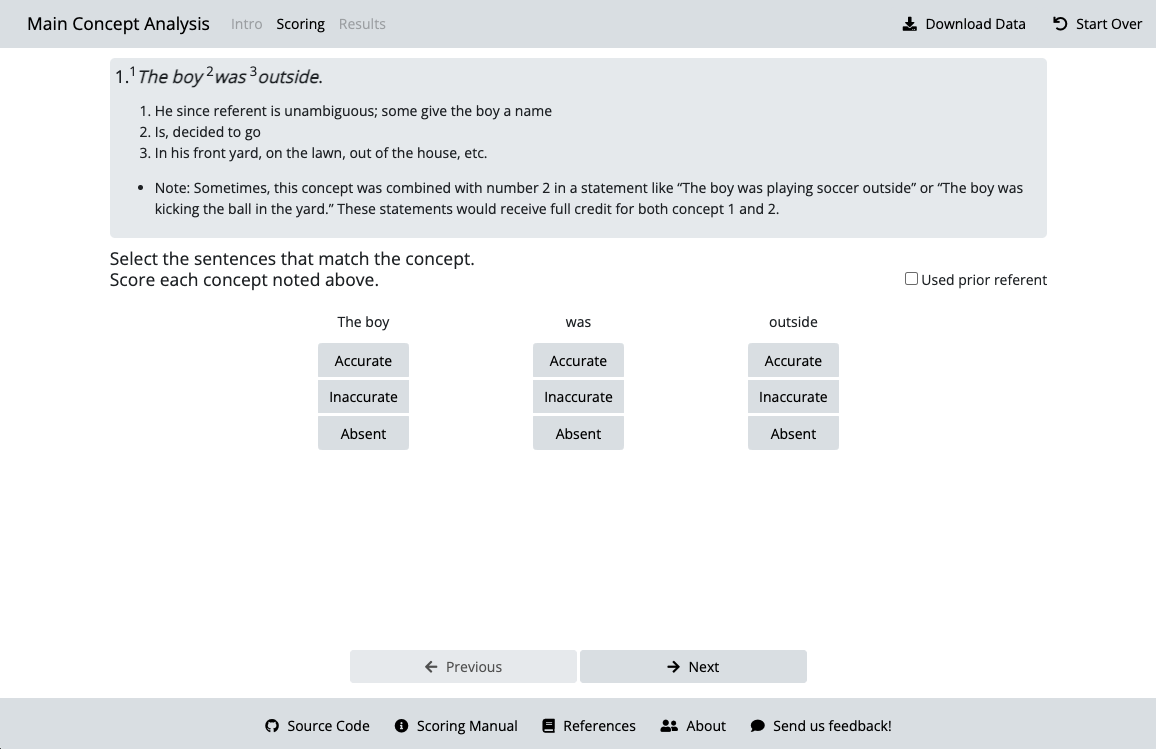 Main Concept Analysis Intro Scoring Results Download Data Start Over
1.¹The boy ²was ³outside.
1. He since referent is unambiguous; some give the boy a name
2. Is, decided to go
3. In his front yard, on the lawn, out of the house, etc.
• Note: Sometimes, this concept was combined with number 2 in a statement like “The boy was playing soccer outside” or “The boy was
kicking the ball in the yard.” These statements would receive full credit for both concept 1 and 2.
Select the sentences that match the concept.
Score each concept noted above.
Used prior referent
The boy was outside
Accurate Accurate Accurate
Inaccurate Inaccurate Inaccurate
Absent Absent Absent
Previous Next
Source Code Scoring Manual References About Send us feedback!